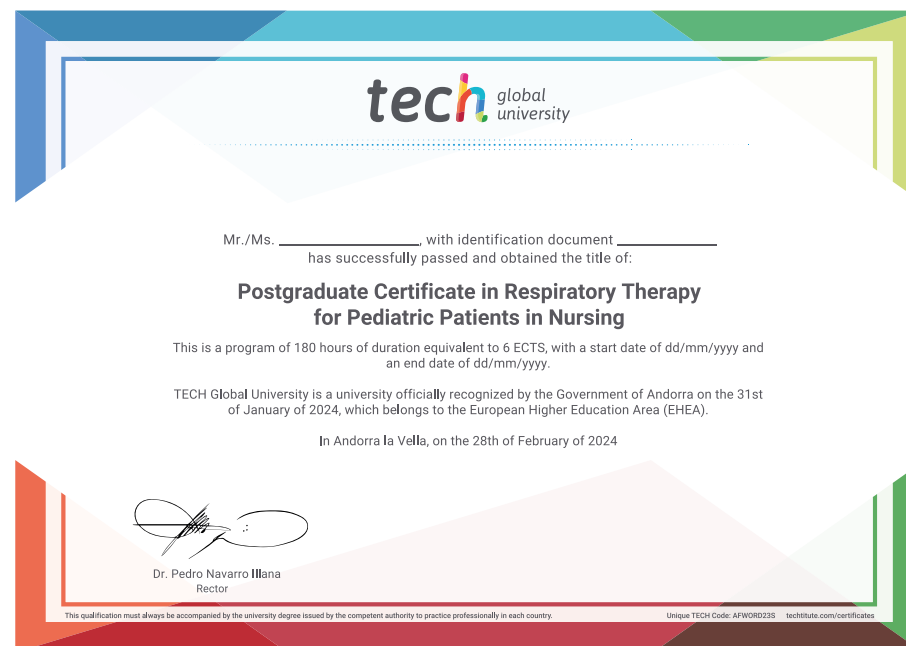 tech global
university
Mr./Ms. ____________, with identification document ____________
has successfully passed and obtained the title of:
Postgraduate Certificate in Respiratory Therapy
for Pediatric Patients in Nursing
This is a program of 180 hours of duration equivalent to 6 ECTS, with a start date of dd/mm/yyyy and
an end date of dd/mm/yyyy.
TECH Global University is a university officially recognized by the Government of Andorra on the 31st
of January of 2024, which belongs to the European Higher Education Area (EHEA).
In Andorra la Vella, on the 28th of February of 2024
Dr. Pedro Navarro Illana
Rector
This qualification must always be accompanied by the university degree issued by the competent authority to practice professionally in each country.
Unique TECH Code: AFWORD23S techtitute.com/certificates